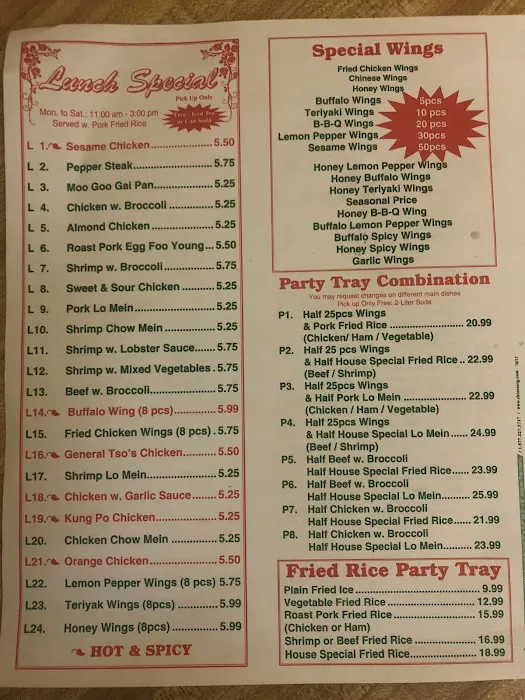 Lunch Special
Pick Up Only
Mon. to Sat.: 11:00 am - 3:00 pm
Served w. Pork Fried Rice
Free: Iced Tea
or Can Soda
L 1. Sesame Chicken 5.50
L 2. Pepper Steak 5.75
L 3. Moo Goo Gai Pan 5.25
L 4. Chicken w. Broccoli 5.25
L 5. Almond Chicken 5.25
L 6. Roast Pork Egg Foo Young 5.50
L 7. Shrimp w. Broccoli 5.75
L 8. Sweet & Sour Chicken 5.25
L 9. Pork Lo Mein 5.25
L10. Shrimp Chow Mein 5.25
L11. Shrimp w. Lobster Sauce 5.75
L12. Shrimp w. Mixed Vegetables. 5.75
L13. Beef w. Broccoli 5.75
L14. Buffalo Wing (8 pcs) 5.99
L15. Fried Chicken Wings (8 pcs) . 5.75
L16. General Tso's Chicken 5.50
L17. Shrimp Lo Mein 5.25
L18. Chicken w. Garlic Sauce 5.25
L19. Kung Po Chicken 5.25
L20. Chicken Chow Mein 5.25
L21. Orange Chicken 5.50
L22. Lemon Pepper Wings (8 pcs) 5.75
L23. Teriyak Wings (8pcs) 5.99
L24. Honey Wings (8pcs) 5.99
HOT & SPICY
Special Wings
Fried Chicken Wings
Chinese Wings
Honey Wings
Buffalo Wings
Teriyaki Wings
B-B-Q Wings
Lemon Pepper Wings
Sesame Wings
5pcs
10 pcs
20 pcs
30pcs
50pcs
Honey Lemon Pepper Wings
Honey Buffalo Wings
Honey Teriyaki Wings
Seasonal Price
Honey B-B-Q Wing
Buffalo Lemon Pepper Wings
Buffalo Spicy Wings
Honey Spicy Wings
Garlic Wings
Party Tray Combination
You may request changes on different main dishes
Pick up Only Free: 2-Liter Soda
P1. Half 25pcs Wings
& Pork Fried Rice 20.99
(Chicken/ Ham / Vegetable)
P2. Half 25 pcs Wings
& Half House Special Fried Rice .. 22.99
(Beef / Shrimp)
P3. Half 25pcs Wings
& Half Pork Lo Mein 22.99
(Chicken / Ham / Vegetable)
P4. Half 25pcs Wings
& Half House Special Lo Mein 24.99
(Beef / Shrimp)
P5. Half Beef w. Broccoli
Half House Special Fried Rice 23.99
P6. Half Beef w. Broccoli
Half House Special Lo Mein 25.99
P7. Half Chicken w. Broccoli
Half House Special Fried Rice 21.99
P8. Half Chicken w. Broccoli
Half House Special Lo Mein 23.99
Fried Rice Party Tray
Plain Fried Ice 9.99
Vegetable Fried Rice 12.99
Roast Pork Fried Rice 15.99
(Chicken or Ham)
Shrimp or Beef Fried Rice 16.99
House Special Fried Rice 18.99